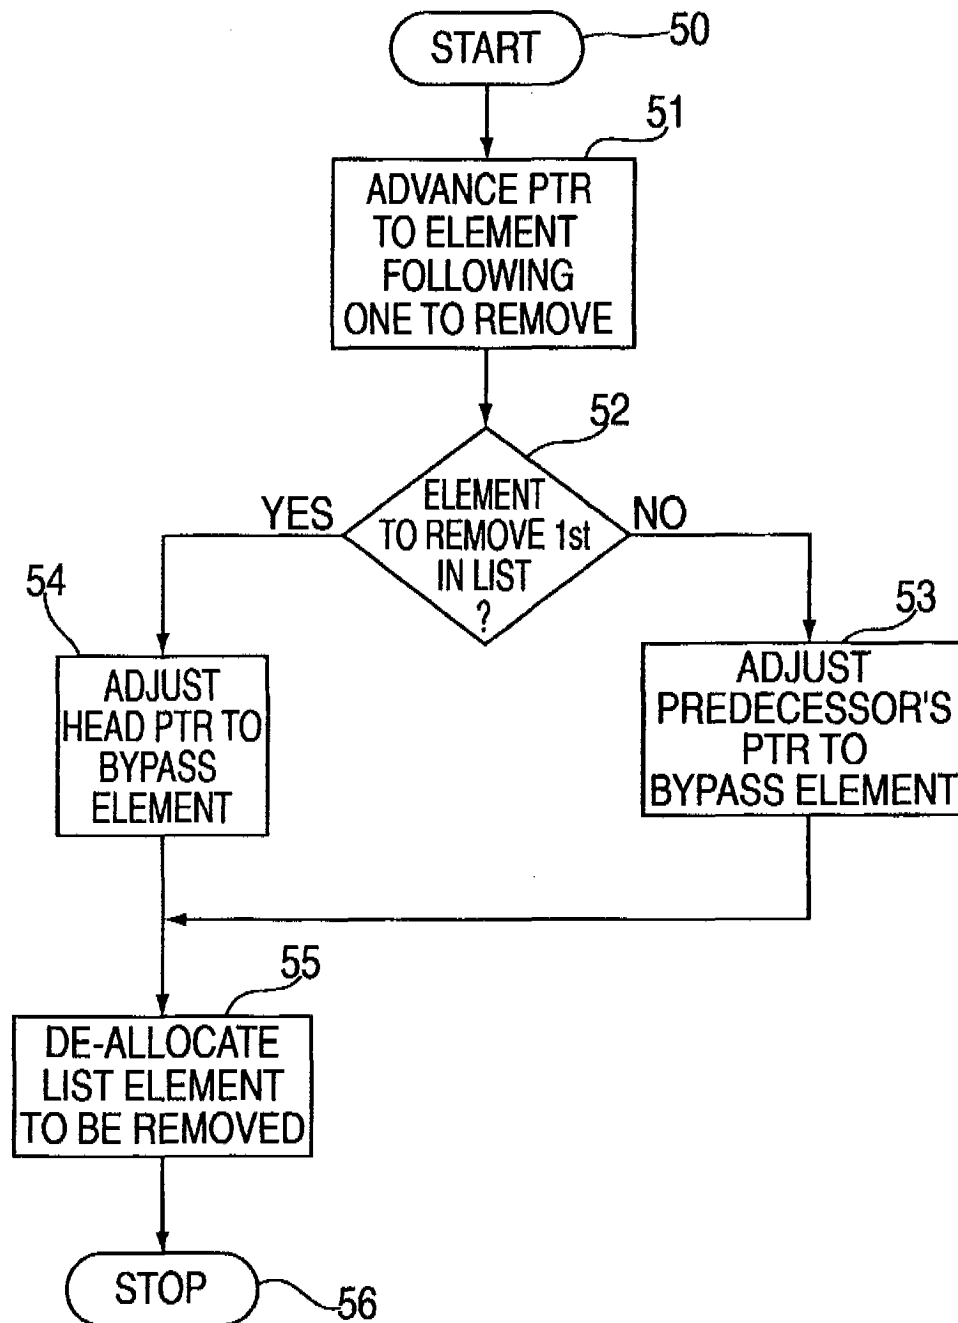 START
50
51
ADVANCE PTR
TO ELEMENT
FOLLOWING
ONE TO REMOVE
52
ELEMENT
TO REMOVE 1st
IN LIST
?
YES
NO
54
ADJUST
HEAD PTR TO
BYPASS
ELEMENT
53
ADJUST
PREDECESSOR'S
PTR TO
BYPASS ELEMENT
55
DE-ALLOCATE
LIST ELEMENT
TO BE REMOVED
STOP
56